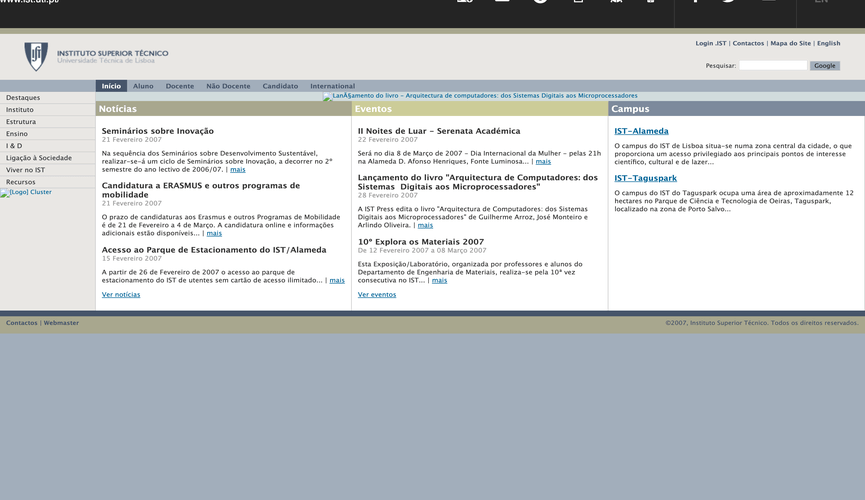 www.ist.utl.pt/
EN
Login .IST | Contactos | Mapa do Site | English
INSTITUTO SUPERIOR TÉCNICO
Universidade Técnica de Lisboa
Pesquisar:
Google
Início Aluno Docente Não Docente Candidato International
LanÃ§amento do livro - Arquitectura de computadores: dos Sistemas Digitais aos Microprocessadores
Destaques
Instituto
Estrutura
Ensino
I & D
Ligação à Sociedade
Viver no IST
Recursos
[Logo] Cluster
Notícias
Seminários sobre Inovação
21 Fevereiro 2007
Na sequência dos Seminários sobre Desenvolvimento Sustentável,
realizar-se-á um ciclo de Seminários sobre Inovação, a decorrer no 2º
semestre do ano lectivo de 2006/07. | mais
Candidatura a ERASMUS e outros programas de
mobilidade
21 Fevereiro 2007
O prazo de candidaturas aos Erasmus e outros Programas de Mobilidade
é de 21 de Fevereiro a 4 de Março. A candidatura online e informações
adicionais estão disponíveis... | mais
Acesso ao Parque de Estacionamento do IST/Alameda
15 Fevereiro 2007
A partir de 26 de Fevereiro de 2007 o acesso ao parque de
estacionamento do IST de utentes sem cartão de acesso ilimitado... | mais
Ver notícias
Eventos
II Noites de Luar - Serenata Académica
22 Fevereiro 2007
Será no dia 8 de Março de 2007 - Dia Internacional da Mulher - pelas 21h
na Alameda D. Afonso Henriques, Fonte Luminosa... | mais
Lançamento do livro "Arquitectura de Computadores: dos
Sistemas Digitais aos Microprocessadores"
28 Fevereiro 2007
A IST Press edita o livro "Arquitectura de Computadores: dos Sistemas
Digitais aos Microprocessadores" de Guilherme Arroz, José Monteiro e
Arlindo Oliveira. | mais
10º Explora os Materiais 2007
De 12 Fevereiro 2007 a 08 Março 2007
Esta Exposição/Laboratório, organizada por professores e alunos do
Departamento de Engenharia de Materiais, realiza-se pela 10ª vez
consecutiva no IST... | mais
Ver eventos
Campus
IST-Alameda
O campus do IST de Lisboa situa-se numa zona central da cidade, o que
proporciona um acesso privilegiado aos principais pontos de interesse
científico, cultural e de lazer...
IST-Taguspark
O campus do IST do Taguspark ocupa uma área de aproximadamente 12
hectares no Parque de Ciência e Tecnologia de Oeiras, Taguspark,
localizado na zona de Porto Salvo...
Contactos | Webmaster
©2007, Instituto Superior Técnico. Todos os direitos reservados.